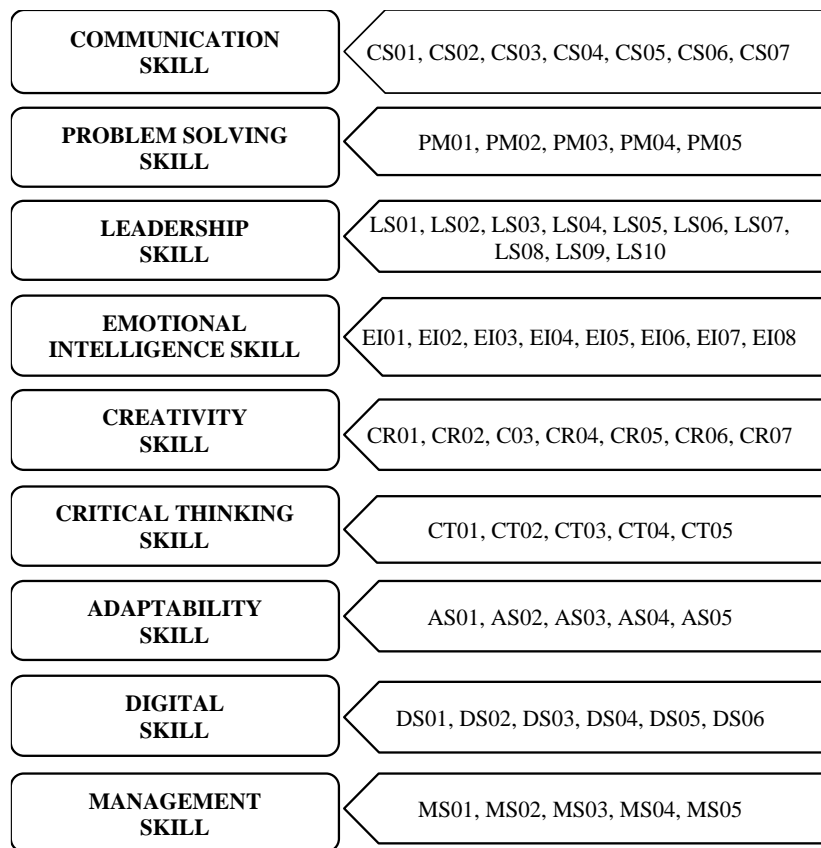 COMMUNICATION
SKILL
CS01, CS02, CS03, CS04, CS05, CS06, CS07
PROBLEM SOLVING
SKILL
PM01, PM02, PM03, PM04, PM05
LEADERSHIP
SKILL
LS01, LS02, LS03, LS04, LS05, LS06, LS07,
LS08, LS09, LS10
EMOTIONAL
INTELLIGENCE SKILL
EI01, EI02, EI03, EI04, EI05, EI06, EI07, EI08
CREATIVITY
SKILL
CR01, CR02, C03, CR04, CR05, CR06, CR07
CRITICAL THINKING
SKILL
CT01, CT02, CT03, CT04, CT05
ADAPTABILITY
SKILL
AS01, AS02, AS03, AS04, AS05
DIGITAL
SKILL
DS01, DS02, DS03, DS04, DS05, DS06
MANAGEMENT
SKILL
MS01, MS02, MS03, MS04, MS05